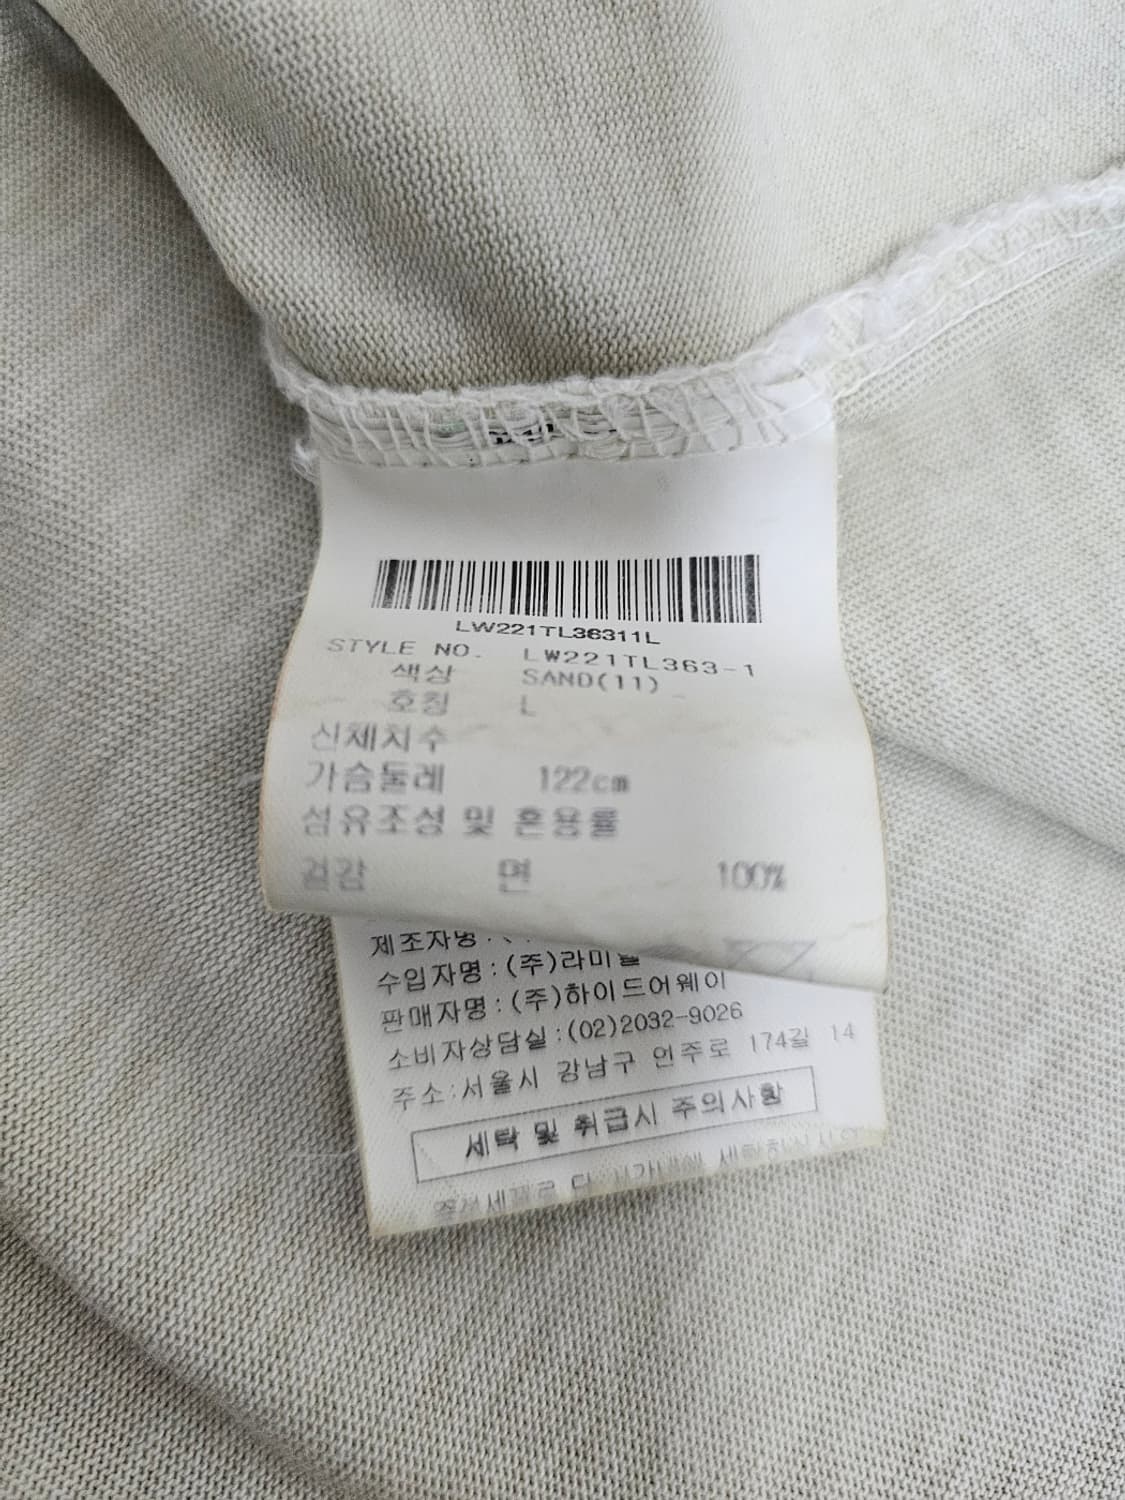 LW221TL36311L
STYLE NO. LW221TL363-1
색상 SAND(11)
호칭 L
신체치수
가슴둘레 122cm
섬유조성 및 혼용률
겉감 면 100%
제조자명:
수입자명:(주)라미
판매자명:(주)하이드어웨이
소비자상담실:(02)2032-9026
주소:서울시 강남구 언주로 174길 14
세탁 및 취급시 주의사항